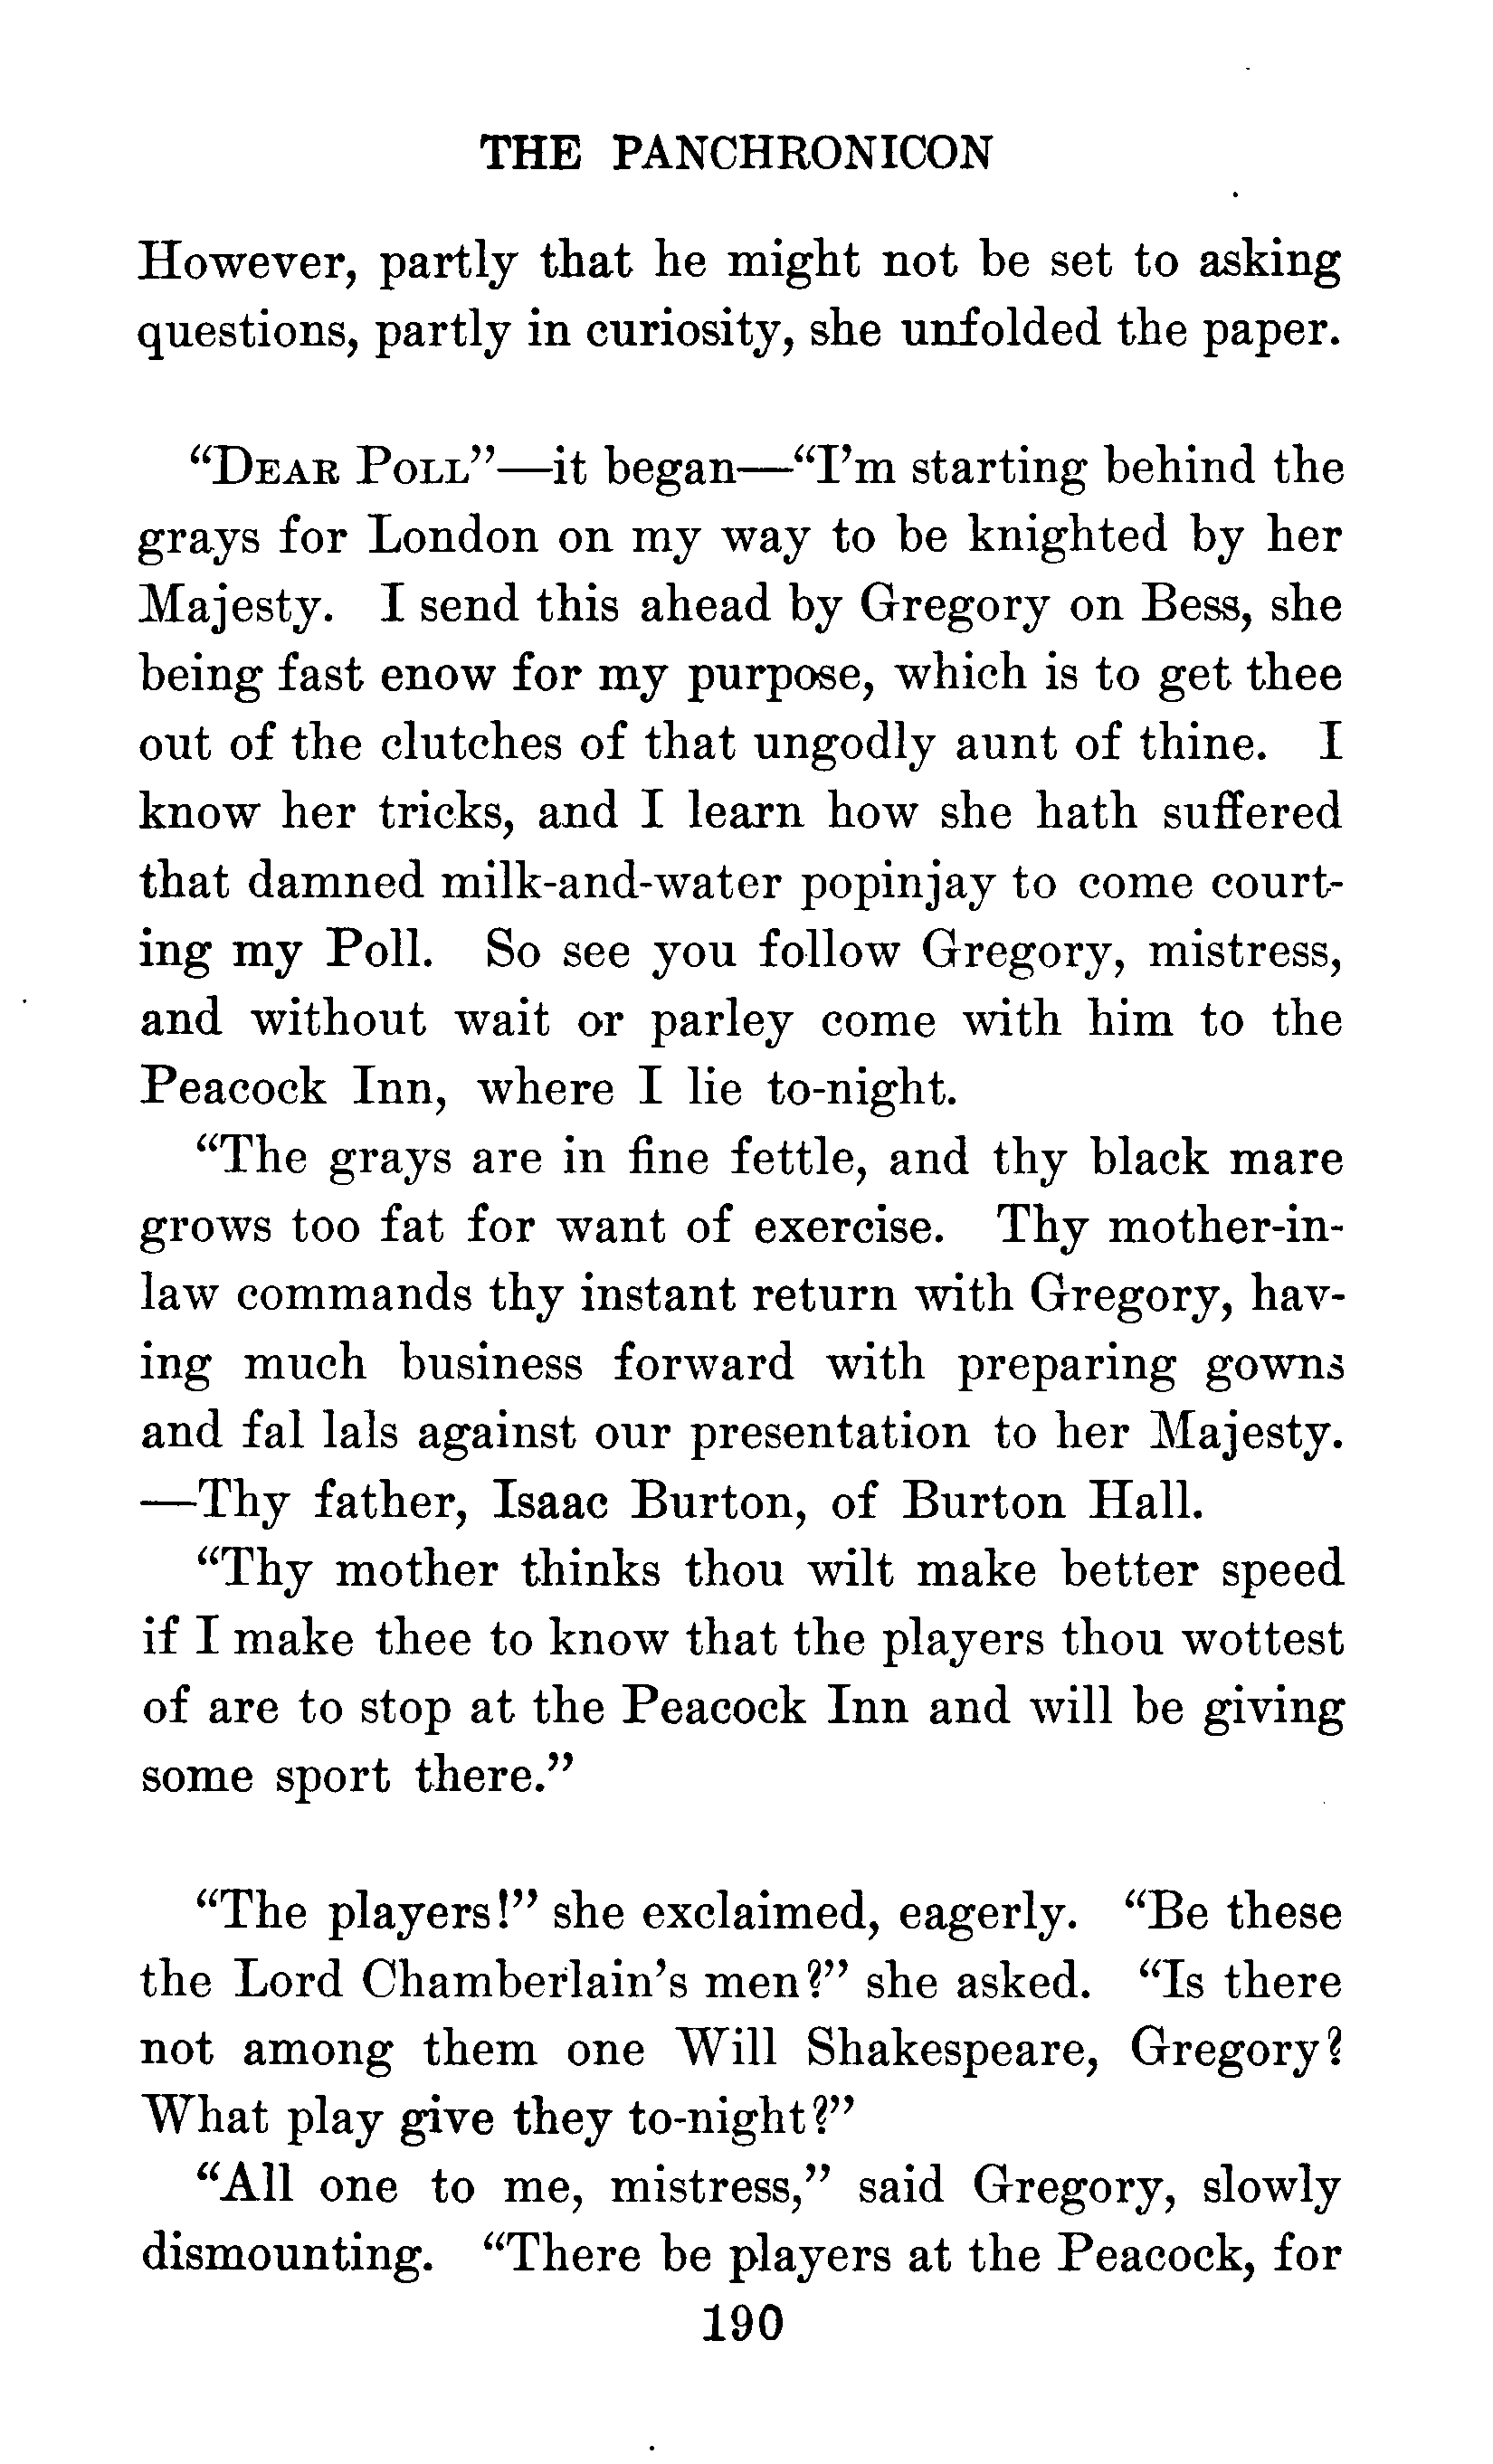 THE PANCHRONICON
However, partly that he might not be set to asking
questions, partly in curiosity, she unfolded the paper.
“DEAR POLL”—it began—“I’m starting behind the
grays for London on my way to be knighted by her
Majesty. I send this ahead by Gregory on Bess, she
being fast enow for my purpose, which is to get thee
out of the clutches of that ungodly aunt of thine. I
know her tricks, and I learn how she hath suffered
that damned milk-and-water popinjay to come court-
ing my Poll. So see you follow Gregory, mistress,
and without wait or parley come with him to the
Peacock Inn, where I lie to-night.
“The grays are in fine fettle, and thy black mare
grows too fat for want of exercise. Thy mother-in-
law commands thy instant return with Gregory, hav-
ing much business forward with preparing gowns
and fal lals against our presentation to her Majesty.
—Thy father, Isaac Burton, of Burton Hall.
“Thy mother thinks thou wilt make better speed
if I make thee to know that the players thou wottest
of are to stop at the Peacock Inn and will be giving
some sport there.”
“The players!” she exclaimed, eagerly. “Be these
the Lord Chamberlain’s men?” she asked. “Is there
not among them one Will Shakespeare, Gregory?
What play give they to-night?”
“All one to me, mistress,” said Gregory, slowly
dismounting. “There be players at the Peacock, for
190